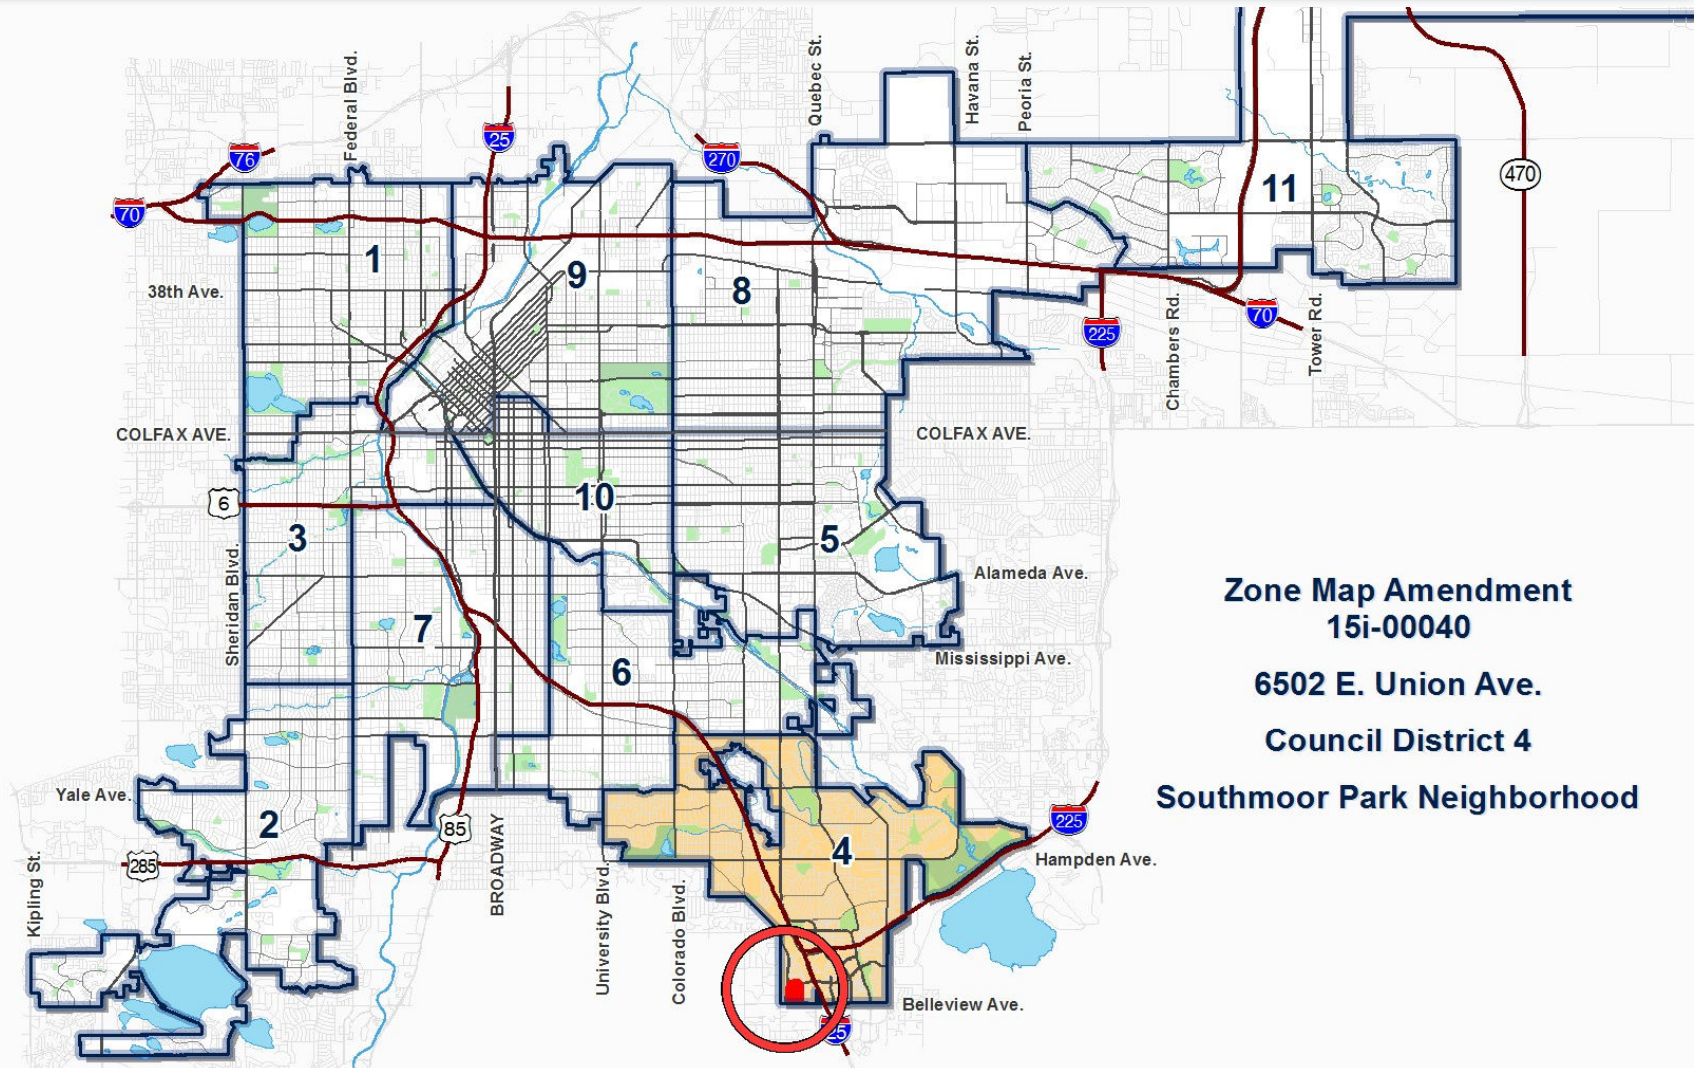 Federal Blvd.
Quebec St.
Havana St.
Peoria St.
76
25
270
70
470
11
1
9
8
38th Ave.
225
Chambers Rd.
70
Tower Rd.
COLFAX AVE.
COLFAX AVE.
6
10
3
5
Sheridan Blvd.
Alameda Ave.
7
Mississippi Ave.
6
Zone Map Amendment
15i-00040
6502 E. Union Ave.
Council District 4
Southmoor Park Neighborhood
Yale Ave.
2
85
285
BROADWAY
4
225
Hampden Ave.
Kipling St.
University Blvd.
Colorado Blvd.
Belleview Ave.
25